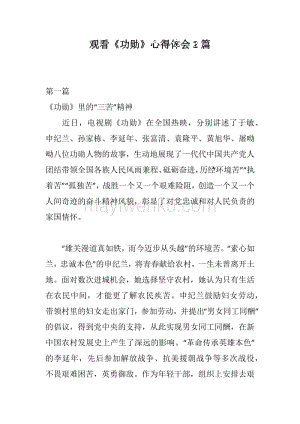 观看《功勋》心得体会2篇
第一篇
《功勋》里的“三苦”精神
近日，电视剧《功勋》在全国热映，分别讲述了于敏、
申纪兰、孙家栋、李延年、张富清、袁隆平、黄旭华、屠呦
呦八位功勋人物的故事，生动地展现了一代代中国共产党人
团结带领全国各族人民风雨兼程、砥砺奋进，历经环境苦””执
着苦””孤独苦”，战胜一个又一个艰难险阻，创造一个又一个
人间奇迹的奋斗精神风貌，彰显了对党忠诚和对人民负责的
家国情怀。
“雄关漫道真如铁，而今迈步从头越”的环境苦。“素心如
兰，忠诚本色”的申纪兰，将青春献给农村，一生未曾离开土
地。面对数次进城机会，她选择坚守农村，她认为只有生活
在农民中间，才能更了解农民疾苦。申纪兰鼓励妇女劳动，
带领村里的妇女走出家门，参加劳动，并提出”男女同工同酬”
的倡议，得到党中央的支持，从此实现男女同工同酬，在新
中国农村发展史上产生了深远的影响。“革命传承英雄本色”
的李延年，先后参加解放战争、抗美援朝战争等多次战役，
不畏艰难困苦，英勇御敌。作为年轻干部，组织上安排去艰
mayiwenku.com